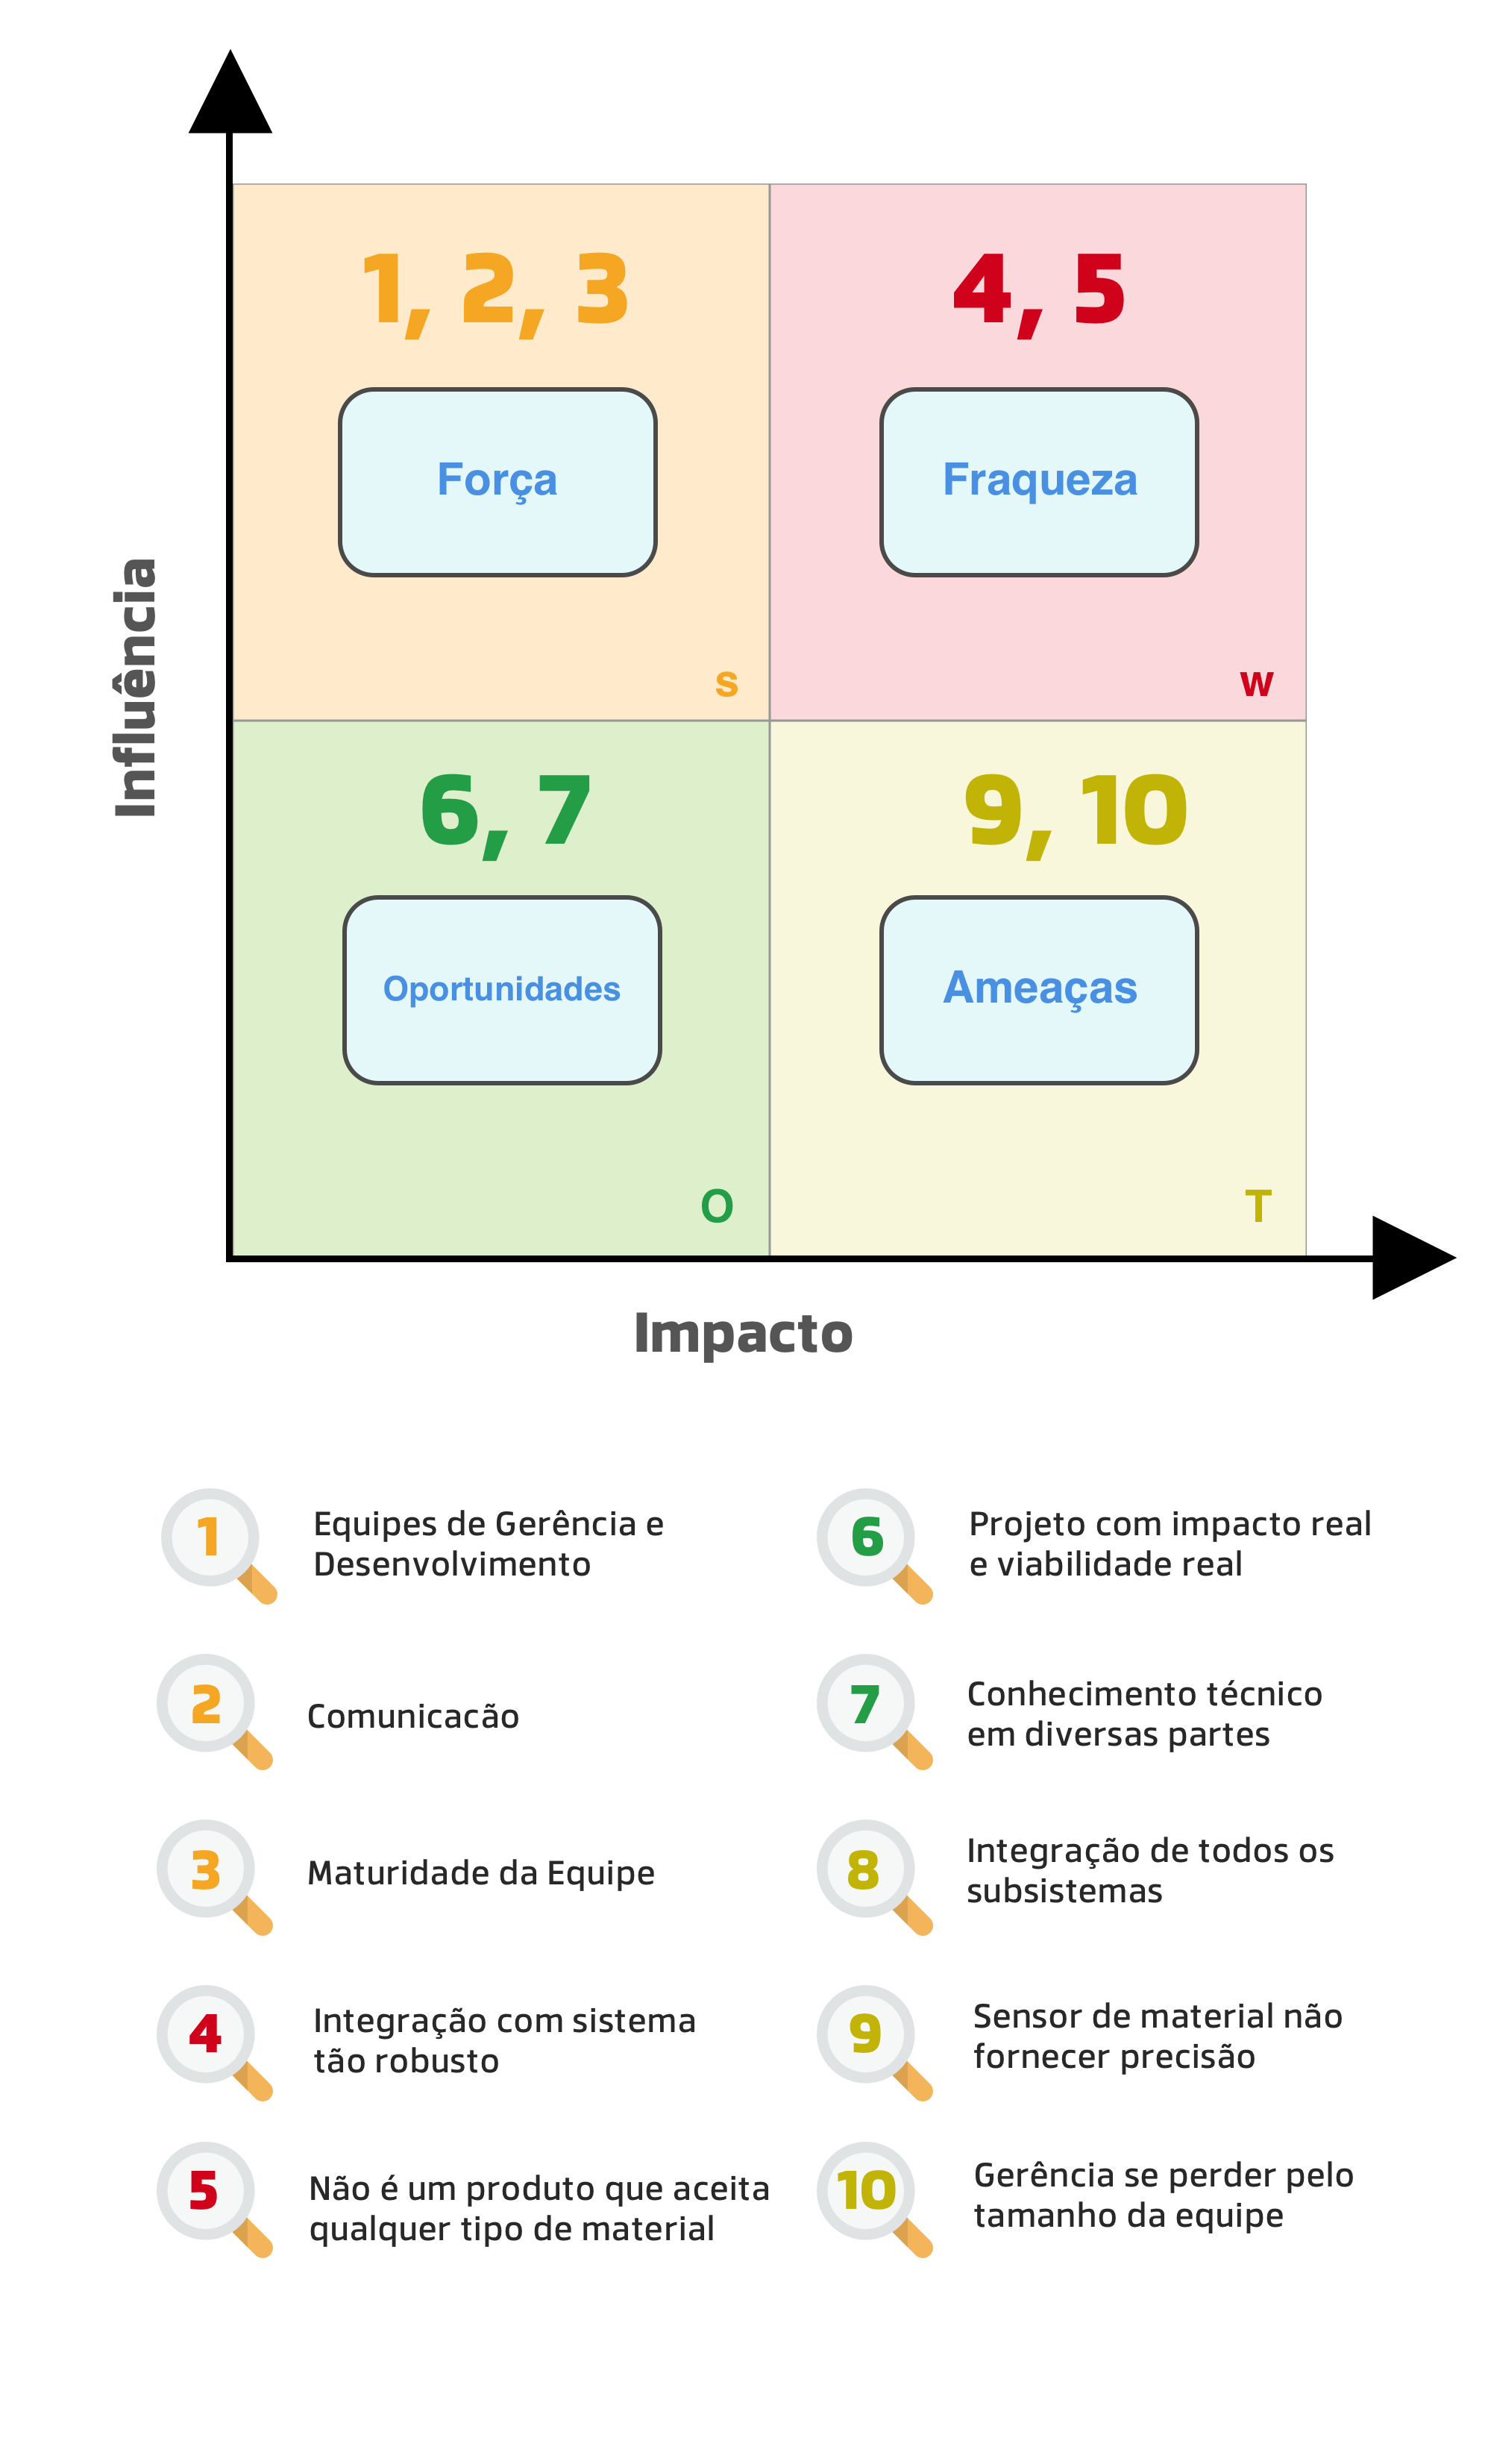 1, 2, 3
4, 5
Força
Fraqueza
S
W
Influência
6, 7
9, 10
Oportunidades
Ameaças
O
T
Impacto
1
Equipes de Gerência e
Desenvolvimento
2
Comunicacão
3
Maturidade da Equipe
4
Integração com sistema
tão robusto
5
Não é um produto que aceita
qualquer tipo de material
6
Projeto com impacto real
e viabilidade real
7
Conhecimento técnico
em diversas partes
8
Integração de todos os
subsistemas
9
Sensor de material não
fornecer precisão
10
Gerência se perder pelo
tamanho da equipe